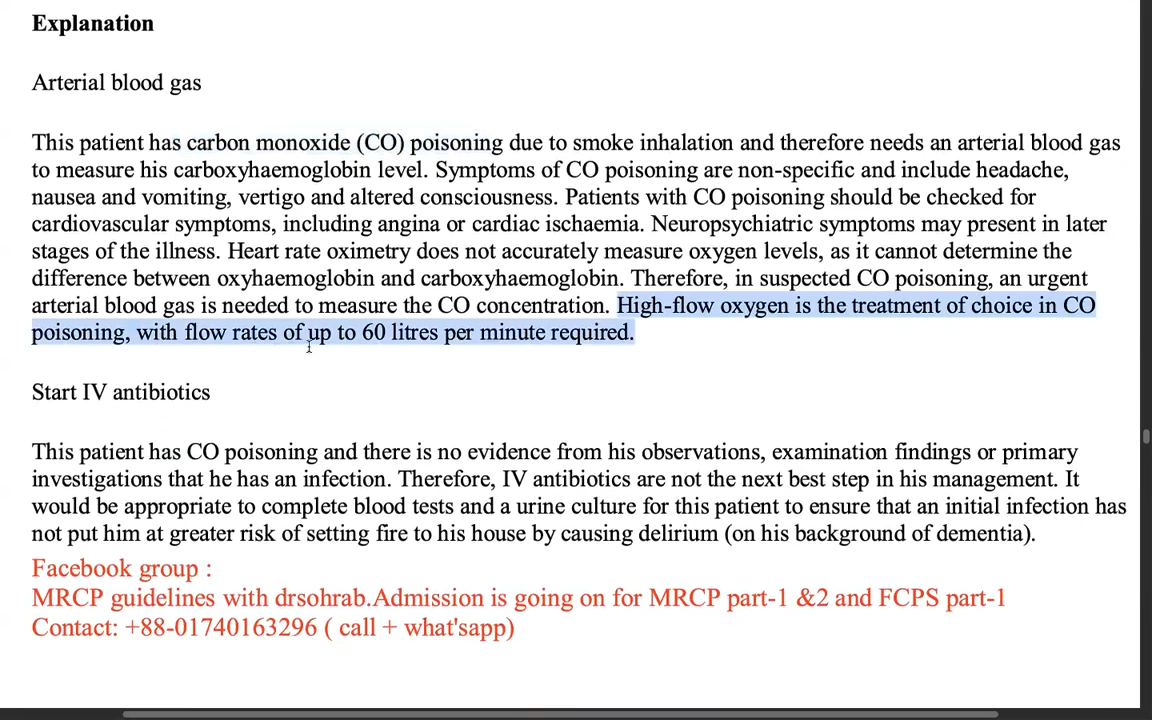 Explanation
Arterial blood gas
This patient has carbon monoxide (CO) poisoning due to smoke inhalation and therefore needs an arterial blood gas
to measure his carboxyhaemoglobin level. Symptoms of CO poisoning are non-specific and include headache,
nausea and vomiting, vertigo and altered consciousness. Patients with CO poisoning should be checked for
cardiovascular symptoms, including angina or cardiac ischaemia. Neuropsychiatric symptoms may present in later
stages of the illness. Heart rate oximetry does not accurately measure oxygen levels, as it cannot determine the
difference between oxyhaemoglobin and carboxyhaemoglobin. Therefore, in suspected CO poisoning, an urgent
arterial blood gas is needed to measure the CO concentration. High-flow oxygen is the treatment of choice in CO
poisoning, with flow rates of up to 60 litres per minute required.
Start IV antibiotics
This patient has CO poisoning and there is no evidence from his observations, examination findings or primary
investigations that he has an infection. Therefore, IV antibiotics are not the next best step in his management. It
would be appropriate to complete blood tests and a urine culture for this patient to ensure that an initial infection has
not put him at greater risk of setting fire to his house by causing delirium (on his background of dementia).
Facebook group :
MRCP guidelines with drsohrab.Admission is going on for MRCP part-1 &2 and FCPS part-1
Contact: +88-01740163296 ( call + what'sapp)